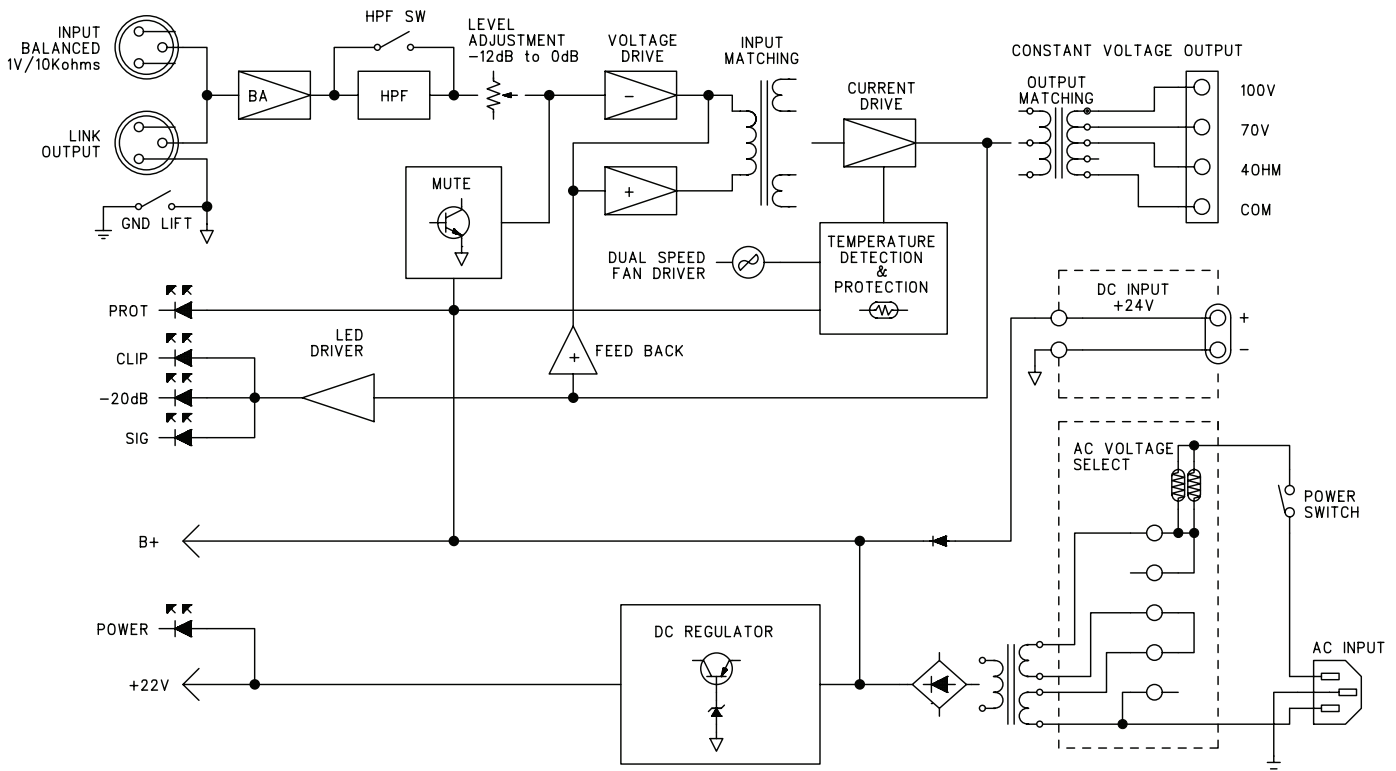 INPUT
BALANCED
1V/10Kohms
LINK
OUTPUT
GND LIFT
BA
HPF SW
HPF
LEVEL
ADJUSTMENT
-12dB to 0dB
MUTE
VOLTAGE
DRIVE
-
+
INPUT
MATCHING
CURRENT
DRIVE
CONSTANT VOLTAGE OUTPUT
OUTPUT
MATCHING
100V
70V
4OHM
COM
DUAL SPEED
FAN DRIVER
TEMPERATURE
DETECTION
&
PROTECTION
PROT
CLIP
-20dB
SIG
LED
DRIVER
+
FEED BACK
DC INPUT
+24V
+
-
AC VOLTAGE
SELECT
POWER
SWITCH
B+
POWER
+22V
DC REGULATOR
AC INPUT